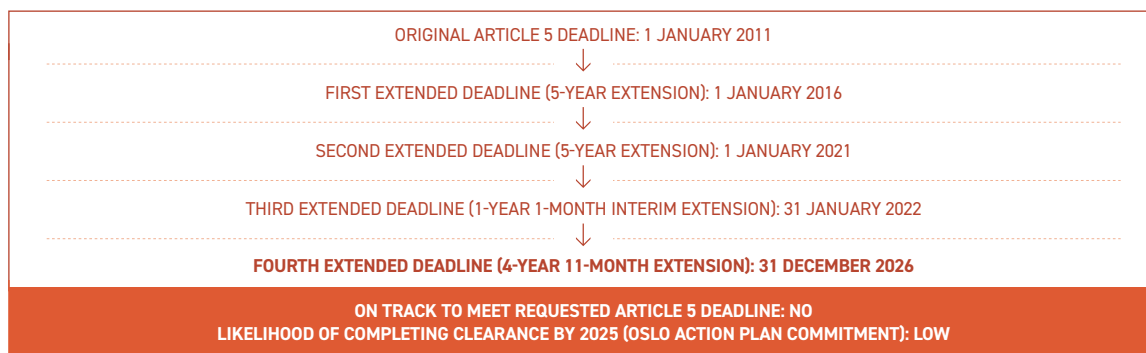 ORIGINAL ARTICLE 5 DEADLINE: 1 JANUARY 2011
FIRST EXTENDED DEADLINE (5-YEAR EXTENSION): 1 JANUARY 2016
SECOND EXTENDED DEADLINE (5-YEAR EXTENSION): 1 JANUARY 2021
THIRD EXTENDED DEADLINE (1-YEAR 1-MONTH INTERIM EXTENSION): 31 JANUARY 2022
FOURTH EXTENDED DEADLINE (4-YEAR 11-MONTH EXTENSION): 31 DECEMBER 2026
ON TRACK TO MEET REQUESTED ARTICLE 5 DEADLINE: NO
LIKELIHOOD OF COMPLETING CLEARANCE BY 2025 (OSLO ACTION PLAN COMMITMENT): LOW